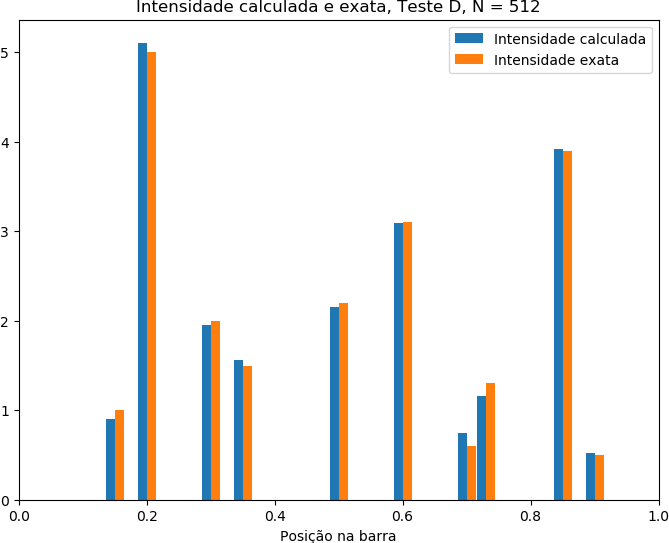 Intensidade calculada e exata, Teste D, N = 512
Intensidade calculada
Intensidade exata
5
4
3
2
1
0
0.0 0.2 0.4 0.6 0.8 1.0
Posição na barra